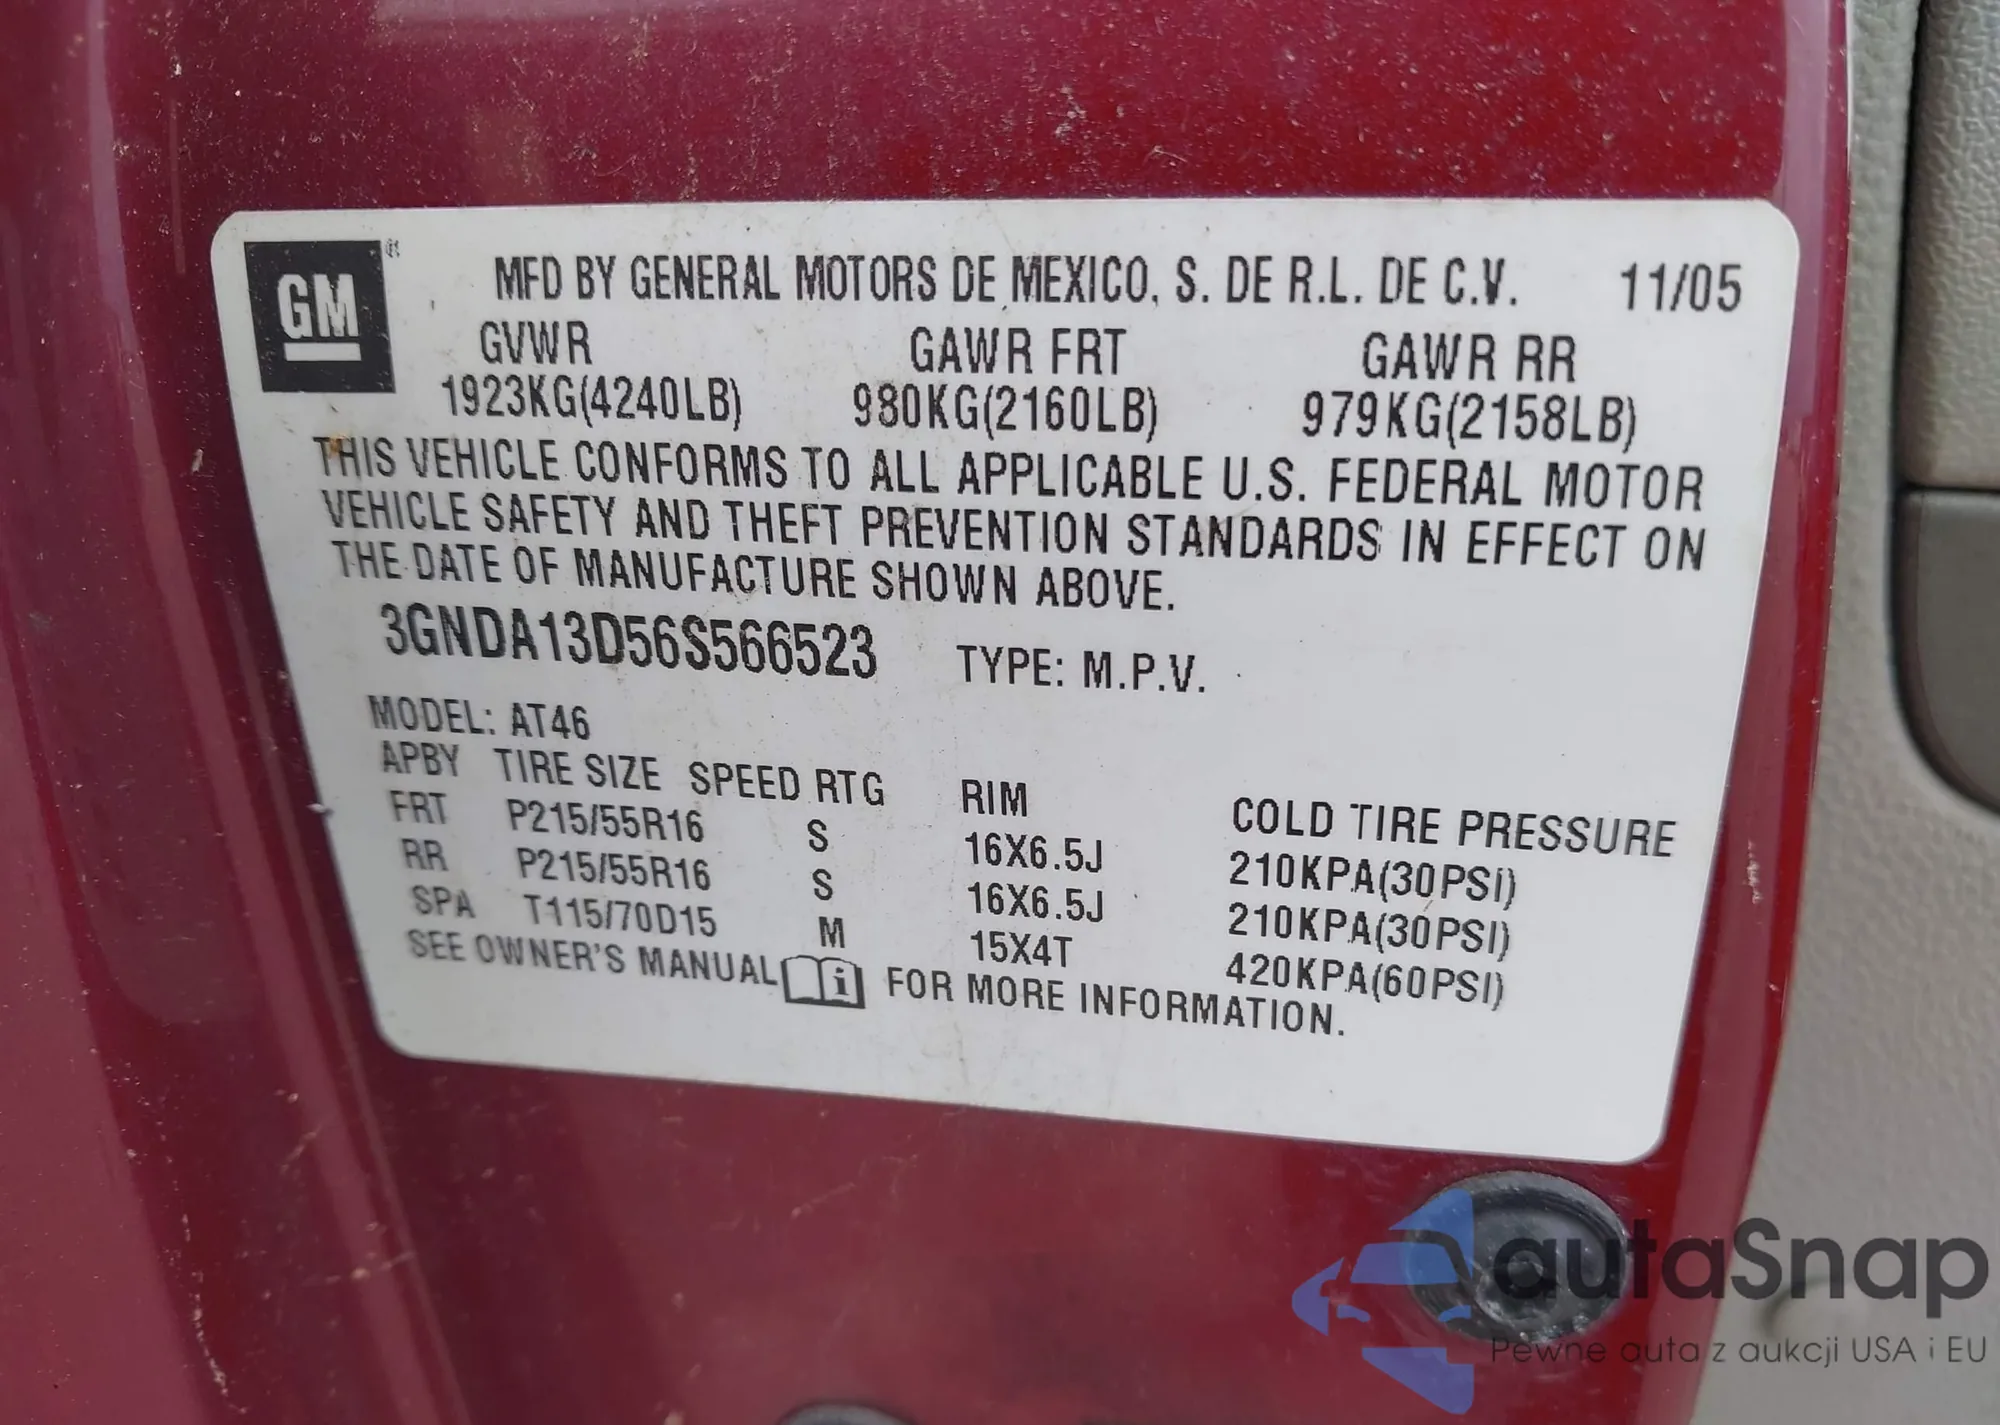 GM ®
MFD BY GENERAL MOTORS DE MEXICO, S. DE R.L. DE C.V. 11/05
GVWR GAWR FRT GAWR RR
1923KG(4240LB) 980KG(2160LB) 979KG(2158LB)
THIS VEHICLE CONFORMS TO ALL APPLICABLE U.S. FEDERAL MOTOR
VEHICLE SAFETY AND THEFT PREVENTION STANDARDS IN EFFECT ON
THE DATE OF MANUFACTURE SHOWN ABOVE.
3GNDA13D56S566523 TYPE: M.P.V.
MODEL: AT46
APBY TIRE SIZE SPEED RTG RIM COLD TIRE PRESSURE
FRT P215/55R16 S 16X6.5J 210KPA(30PSI)
RR P215/55R16 S 16X6.5J 210KPA(30PSI)
SPA T115/70D15 M 15X4T 420KPA(60PSI)
SEE OWNER'S MANUAL i FOR MORE INFORMATION.
autaSnap
Pewne auta z aukcji USA i EU